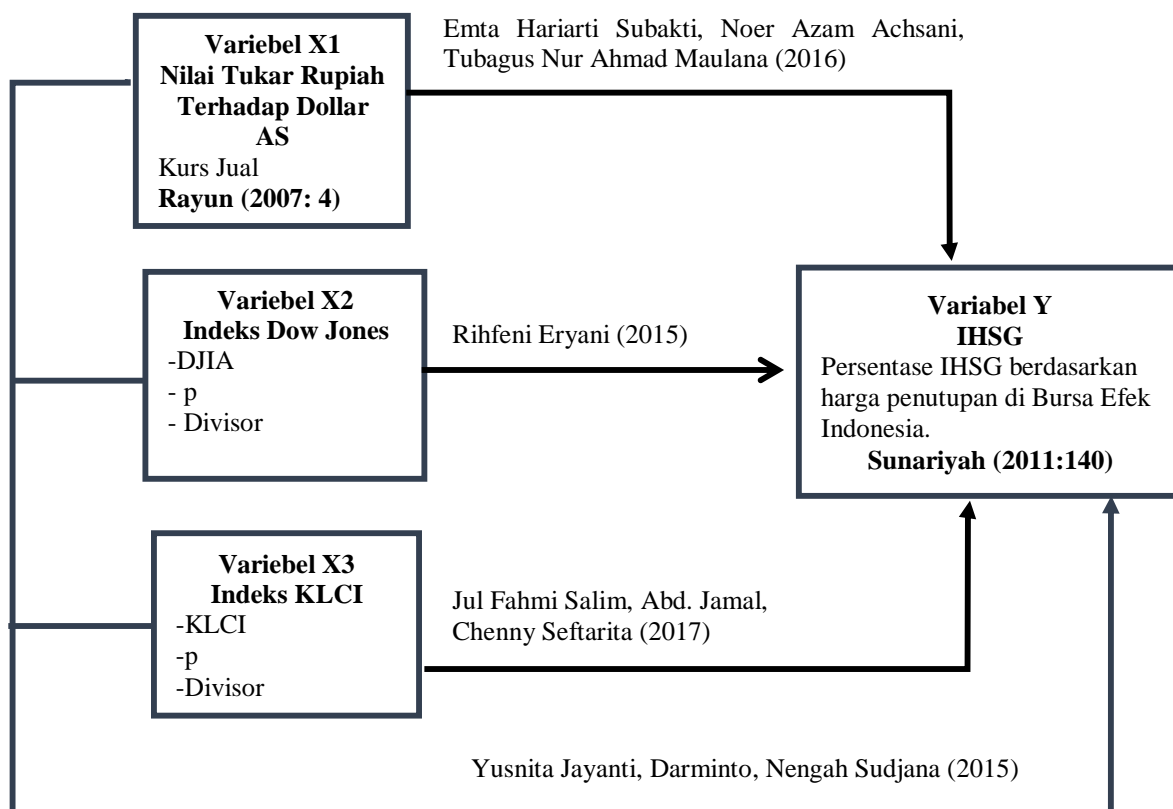 Variebel X1
Nilai Tukar Rupiah
Terhadap Dollar
AS
Kurs Jual
Rayun (2007: 4)
Emta Hariarti Subakti, Noer Azam Achsani,
Tubagus Nur Ahmad Maulana (2016)
Variebel X2
Indeks Dow Jones
-DJIA
- p
- Divisor
Rihfeni Eryani (2015)
Variabel Y
IHSG
Persentase IHSG berdasarkan
harga penutupan di Bursa Efek
Indonesia.
Sunariyah (2011:140)
Variebel X3
Indeks KLCI
-KLCI
-p
-Divisor
Jul Fahmi Salim, Abd. Jamal,
Chenny Seftarita (2017)
Yusnita Jayanti, Darminto, Nengah Sudjana (2015)